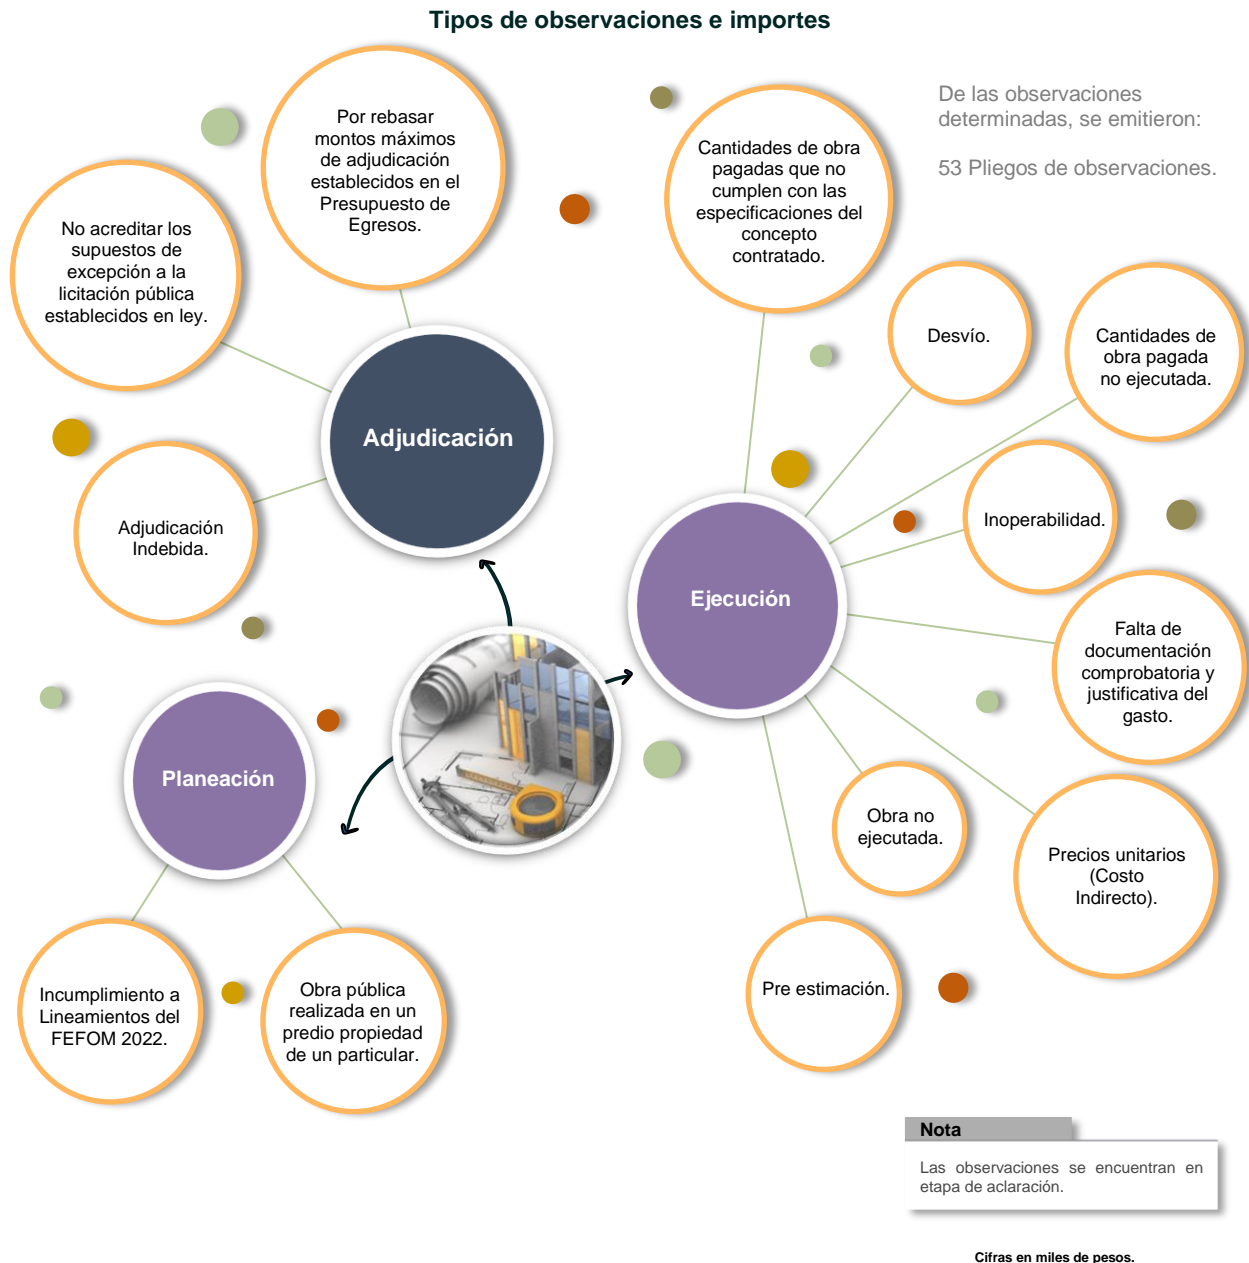 Tipos de observaciones e importes
Por rebasar
montos máximos
de adjudicación
establecidos en el
Presupuesto de
Egresos.
No acreditar los
supuestos de
excepción a la
licitación pública
establecidos en ley.
Adjudicación
Adjudicación
Indebida.
De las observaciones
determinadas, se emitieron:
53 Pliegos de observaciones.
Cantidades de obra
pagadas que no
cumplen con las
especificaciones del
concepto
contratado.
Desvío.
Cantidades de
obra pagada
no ejecutada.
Inoperabilidad.
Ejecución
Falta de
documentación
comprobatoria y
justificativa del
gasto.
Obra no
ejecutada.
Precios unitarios
(Costo
Indirecto).
Pre estimación.
Planeación
Incumplimiento a
Lineamientos del
FEFOM 2022.
Obra pública
realizada en un
predio propiedad
de un particular.
Nota
Las observaciones se encuentran en
etapa de aclaración.
Cifras en miles de pesos.